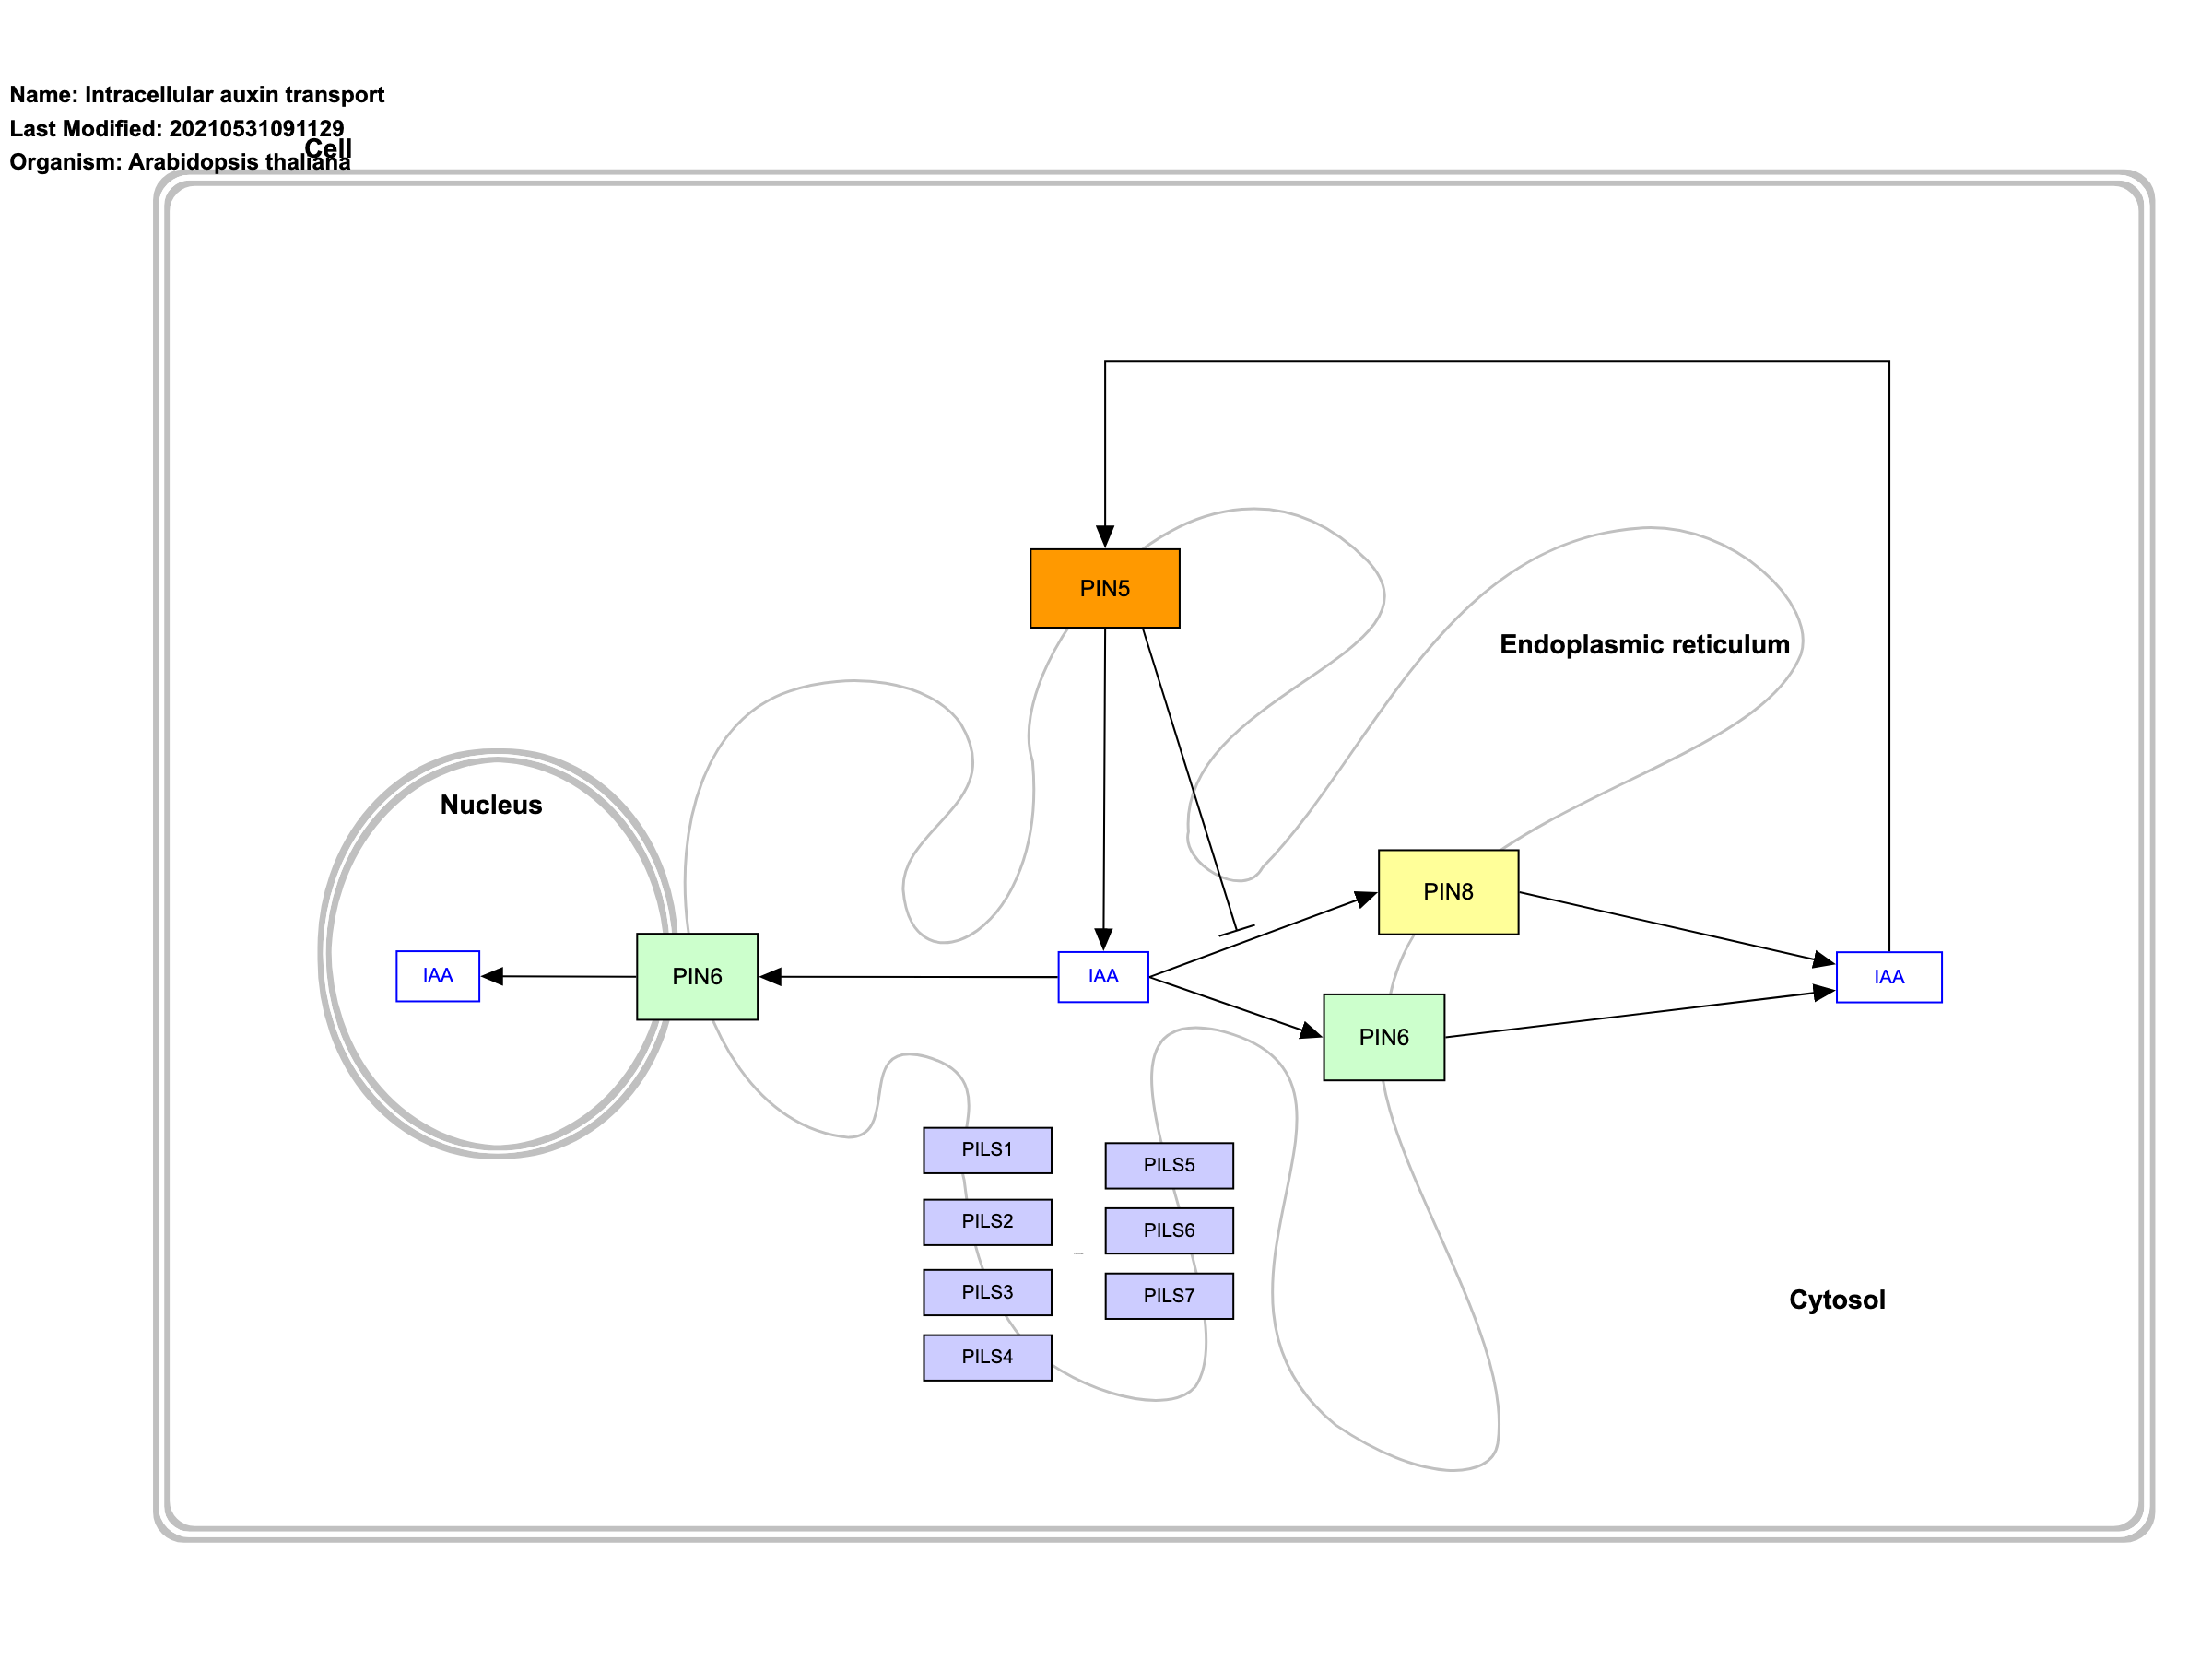 Name: Intracellular auxin transport
Last Modified: 20210531091129
Cell
Organism: Arabidopsis thaliana
PIN5
Endoplasmic reticulum
Nucleus
PIN8
IAA
PIN6
IAA
IAA
PIN6
PILS1
PILS5
PILS2
PILS6
PILS3
PILS7
Cytosol
PILS4